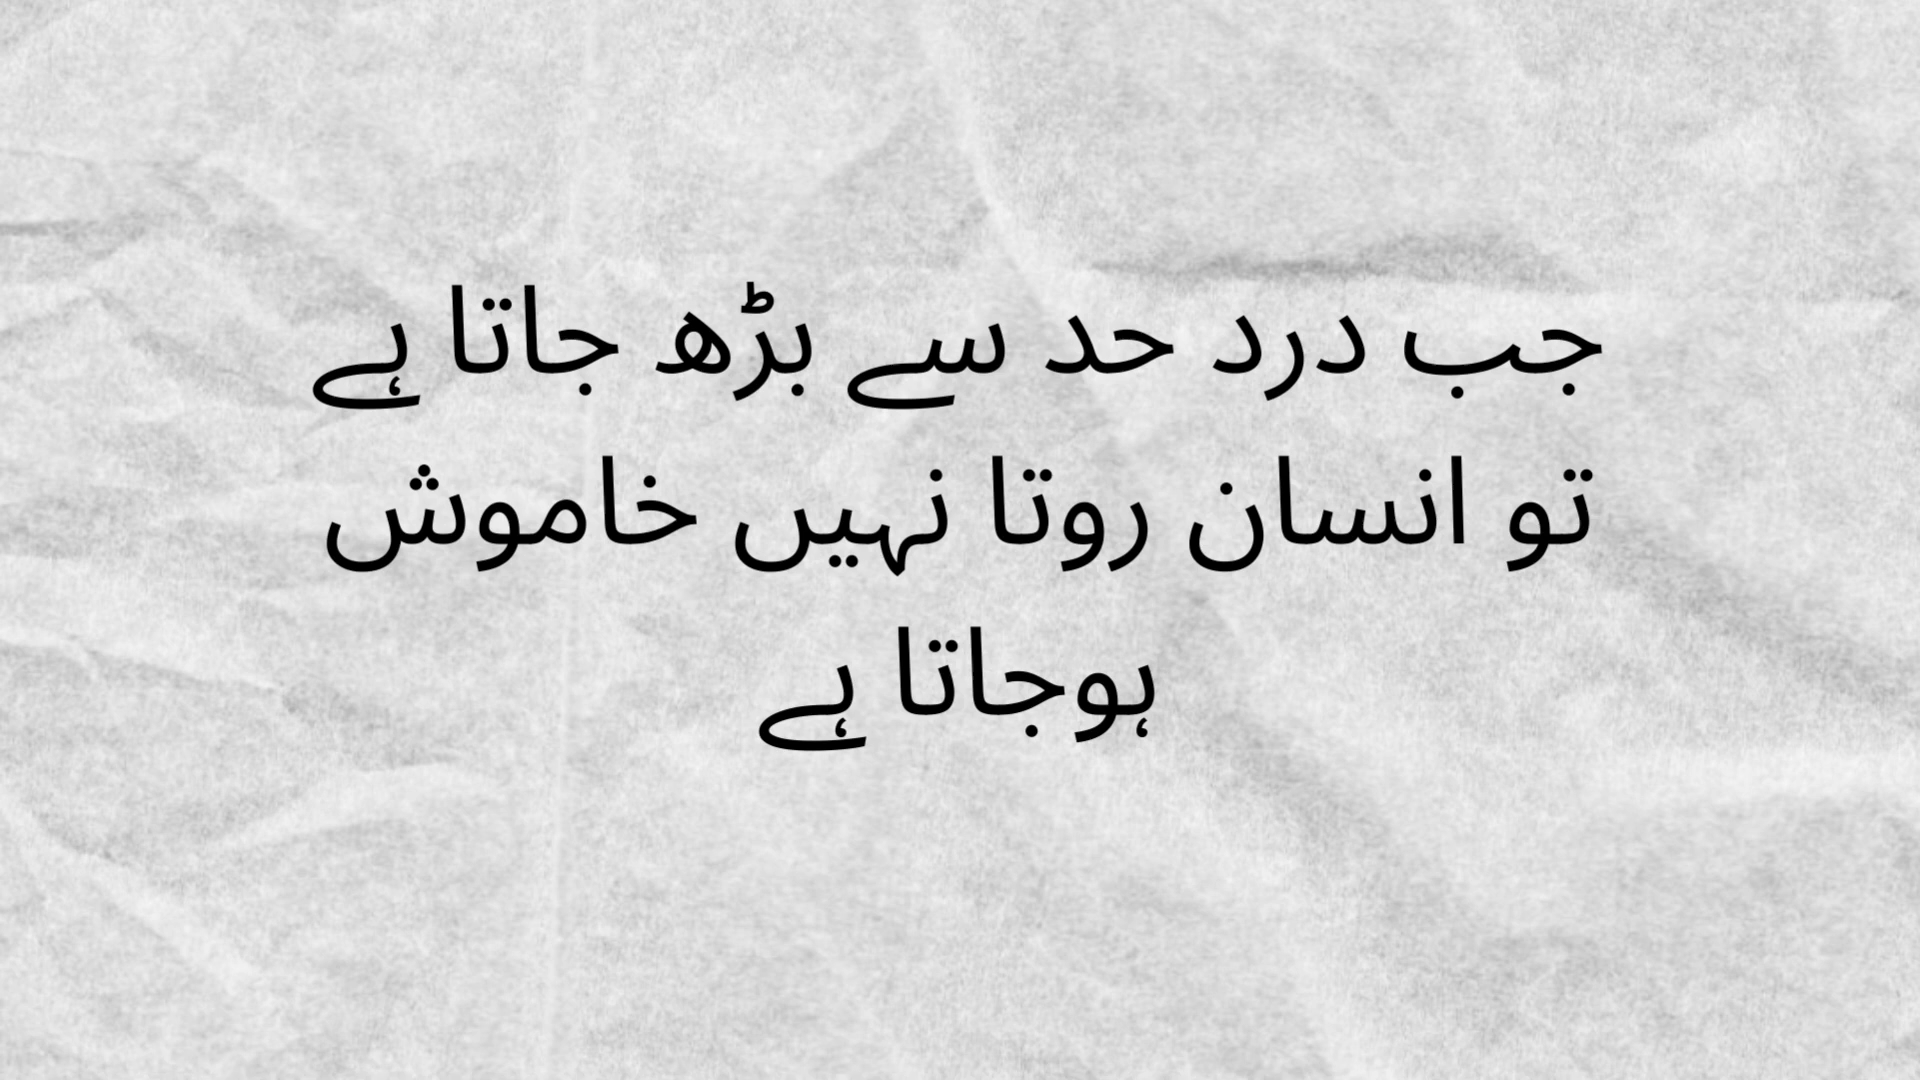 جب درد حد سے بڑھ جاتا ہے
تو انسان روتا نہیں خاموش
ہوجاتا ہے